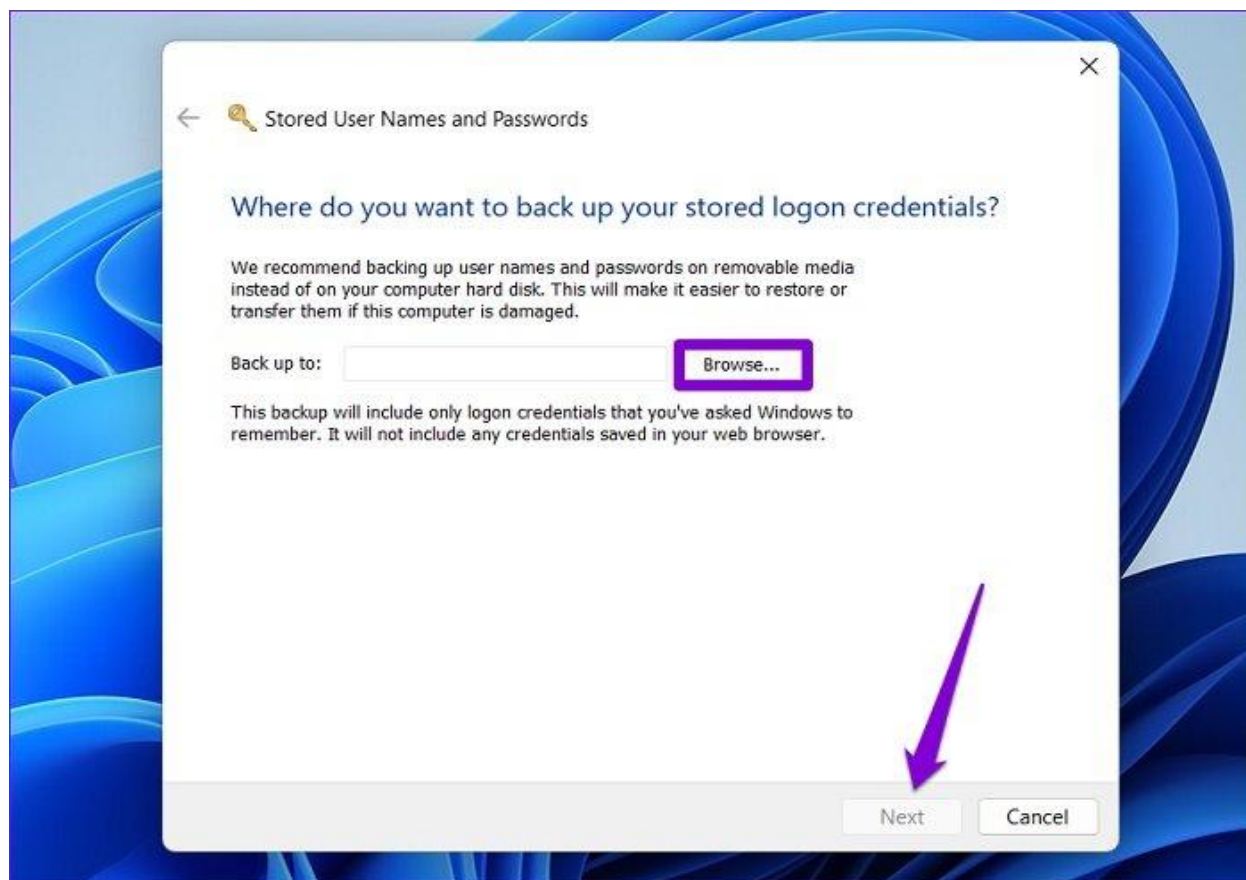 Stored User Names and Passwords
Where do you want to back up your stored logon credentials?
We recommend backing up user names and passwords on removable media
instead of on your computer hard disk. This will make it easier to restore or
transfer them if this computer is damaged.
Back up to: Browse...
This backup will include only logon credentials that you've asked Windows to
remember. It will not include any credentials saved in your web browser.
Next Cancel